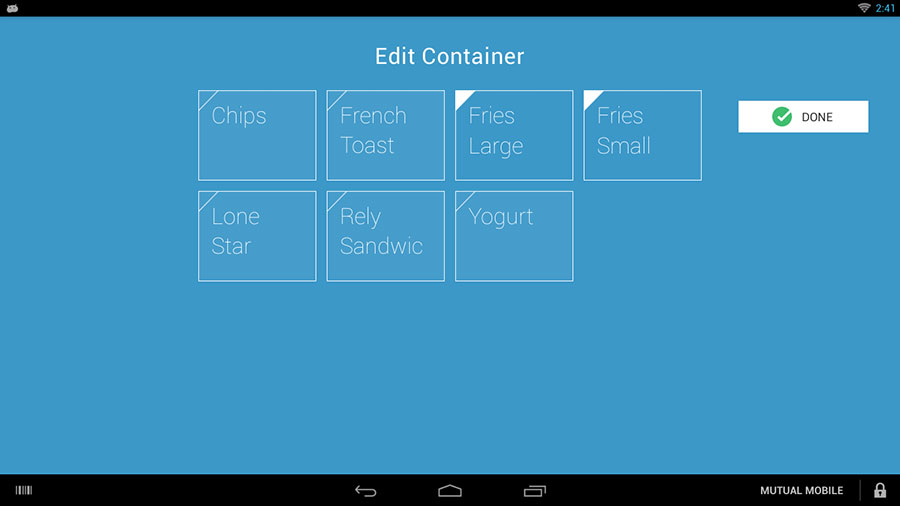 2:41
Edit Container
Chips
French
Toast
Fries
Large
Fries
Small
DONE
Lone
Star
Rely
Sandwic
Yogurt
MUTUAL MOBILE